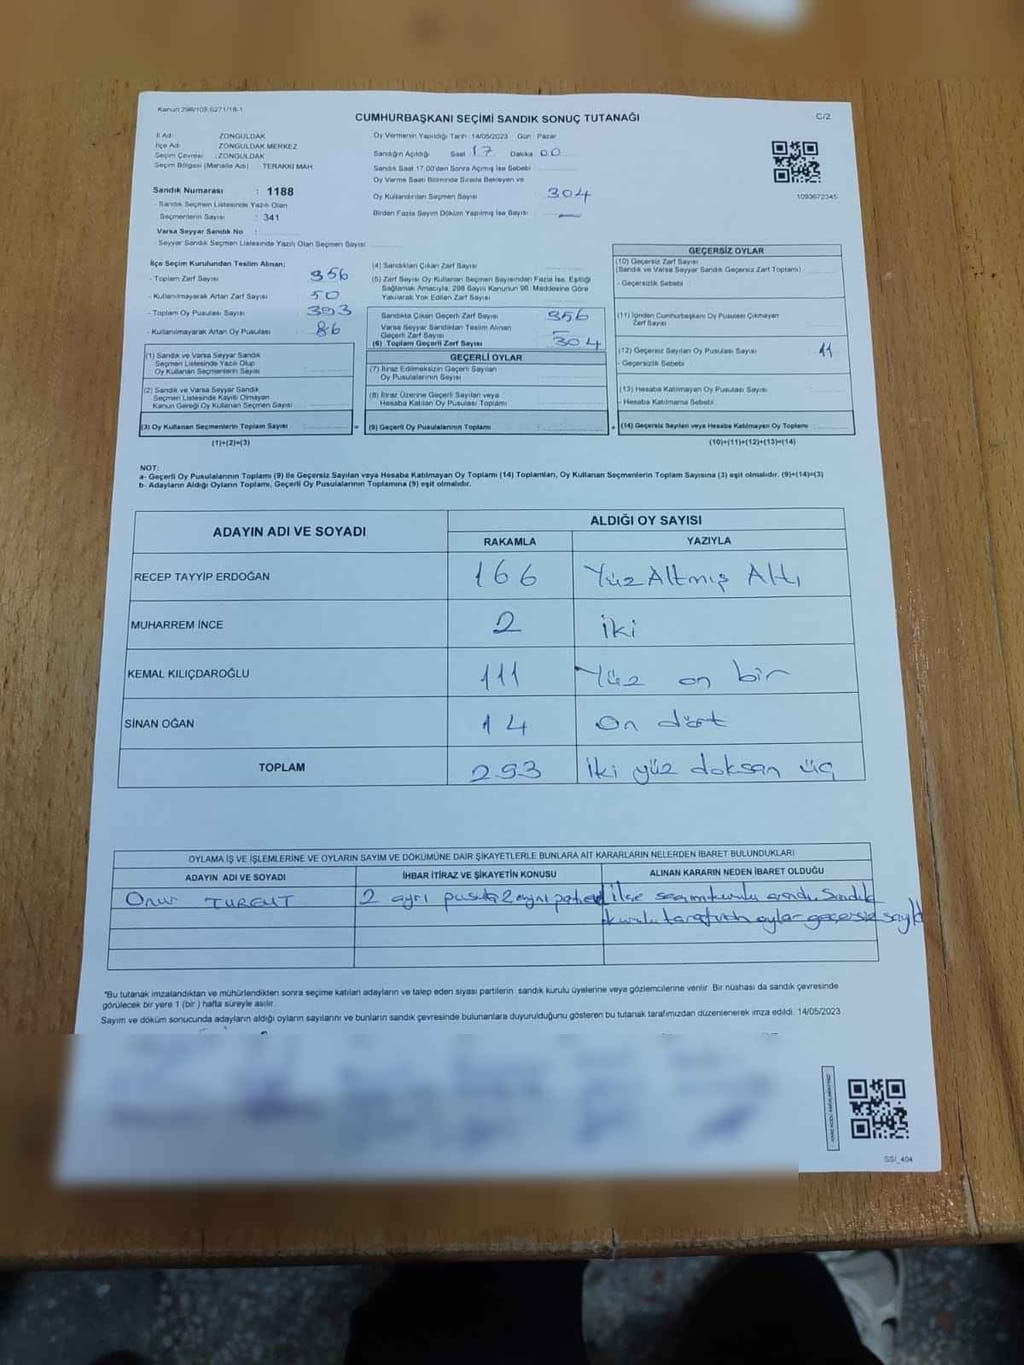 Kanun 298/105 6271/18-1
CUMHURBAŞKANI SEÇİMİ SANDIK SONUÇ TUTANAĞI
C/2
İl Adı ZONGULDAK
İlçe Adı ZONGULDAK MERKEZ
Seçim Çevresi : ZONGULDAK
Seçim Bölgesi (Mahalle Adı) : TERAKKİ MAH.
Sandık Numarası : 1188
- Sandık Seçmen Listesinde Yazılı Olan
Seçmenlerin Sayısı : 341
Varsa Seyyar Sandık No :
- Seyyar Sandık Seçmen Listesinde Yazılı Olan Seçmen Sayısı
Oy Vermenin Yapıldığı Tarih : 14/05/2023 Gün : Pazar
Sandığın Açıldığı Saat 17 Dakika 00
Sandık Saat 17.00'den Sonra Açılmış İse Sebebi
Oy Verme Saati Bitiminde Sırada Bekleyen ve
Oy Kullandırılan Seçmen Sayısı 304
Birden Fazla Sayım Döküm Yapılmış İse Sayısı —
1093672345
İlçe Seçim Kurulundan Teslim Alınan;
- Toplam Zarf Sayısı 356
- Kullanılmayarak Artan Zarf Sayısı 50
- Toplam Oy Pusulası Sayısı 393
- Kullanılmayarak Artan Oy Pusulası 86
(1) Sandık ve Varsa Seyyar Sandık
Seçmen Listesinde Yazılı Olup
Oy Kullanan Seçmenlerin Sayısı
(2) Sandık ve Varsa Seyyar Sandık
Seçmen Listesinde Kayıtlı Olmayan
Kanun Gereği Oy Kullanan Seçmen Sayısı
(3) Oy Kullanan Seçmenlerin Toplam Sayısı
(1)+(2)=(3)
(4) Sandıktan Çıkan Zarf Sayısı
(5) Zarf Sayısı Oy Kullanan Seçmen Sayısından Fazla İse, Eşitliği
Sağlamak Amacıyla; 298 Sayılı Kanunun 98. Maddesine Göre
Yakılarak Yok Edilen Zarf Sayısı
Sandıkta Çıkan Geçerli Zarf Sayısı 356
Varsa Seyyar Sandıktan Teslim Alınan
Geçerli Zarf Sayısı —
(6) Toplam Geçerli Zarf Sayısı 304
GEÇERLİ OYLAR
(7) İtiraz Edilmeksizin Geçerli Sayılan
Oy Pusulalarının Sayısı
(8) İtiraz Üzerine Geçerli Sayılan veya
Hesaba Katılan Oy Pusulası Toplamı
= (9) Geçerli Oy Pusulalarının Toplamı
GEÇERSİZ OYLAR
(10) Geçersiz Zarf Sayısı
(Sandık ve Varsa Seyyar Sandık Geçersiz Zarf Toplamı)
- Geçersizlik Sebebi
(11) İçinden Cumhurbaşkanı Oy Pusulası Çıkmayan
Zarf Sayısı
(12) Geçersiz Sayılan Oy Pusulası Sayısı 11
- Geçersizlik Sebebi
(13) Hesaba Katılmayan Oy Pusulası Sayısı
- Hesaba Katılmama Sebebi
+ (14) Geçersiz Sayılan veya Hesaba Katılmayan Oy Toplamı
(10)+(11)+(12)+(13)=(14)
NOT:
a- Geçerli Oy Pusulalarının Toplamı (9) ile Geçersiz Sayılan veya Hesaba Katılmayan Oy Toplamı (14) Toplamları, Oy Kullanan Seçmenlerin Toplam Sayısına (3) eşit olmalıdır. (9)+(14)=(3)
b- Adayların Aldığı Oyların Toplamı, Geçerli Oy Pusulalarının Toplamına (9) eşit olmalıdır.
ADAYIN ADI VE SOYADI
ALDIĞI OY SAYISI
RAKAMLA YAZIYLA
RECEP TAYYİP ERDOĞAN 166 Yüz Altmış Altı
MUHARREM İNCE 2 iki
KEMAL KILIÇDAROĞLU 111 Yüz on bir
SİNAN OĞAN 14 On dört
TOPLAM 293 iki yüz doksan üç
OYLAMA İŞ VE İŞLEMLERİNE VE OYLARIN SAYIM VE DÖKÜMÜNE DAİR ŞİKAYETLERLE BUNLARA AİT KARARLARIN NELERDEN İBARET BULUNDUKLARI
ADAYIN ADI VE SOYADI İHBAR İTİRAZ VE ŞİKAYETİN KONUSU ALINAN KARARIN NEDEN İBARET OLDUĞU
Onur TURGUT 2 ayrı pusula 2 ayrı ilçe seçim kurulu arandı. Sandık
kurulu tarafından oylar geçersiz sayıldı
"Bu tutanak imzalandıktan ve mühürlendikten sonra seçime katılan adayların ve talep eden siyasi partilerin sandık kurulu üyelerine veya gözlemcilerine verilir. Bir nüshası da sandık çevresinde
görülecek bir yere 1 (bir) hafta süreyle asılır.
Sayım ve döküm sonucunda adayların aldığı oyların sayılarını ve bunların sandık çevresinde bulunanlara duyurulduğunu gösteren bu tutanak tarafımızdan düzenlenerek imza edildi. 14/05/2023
SSI_404